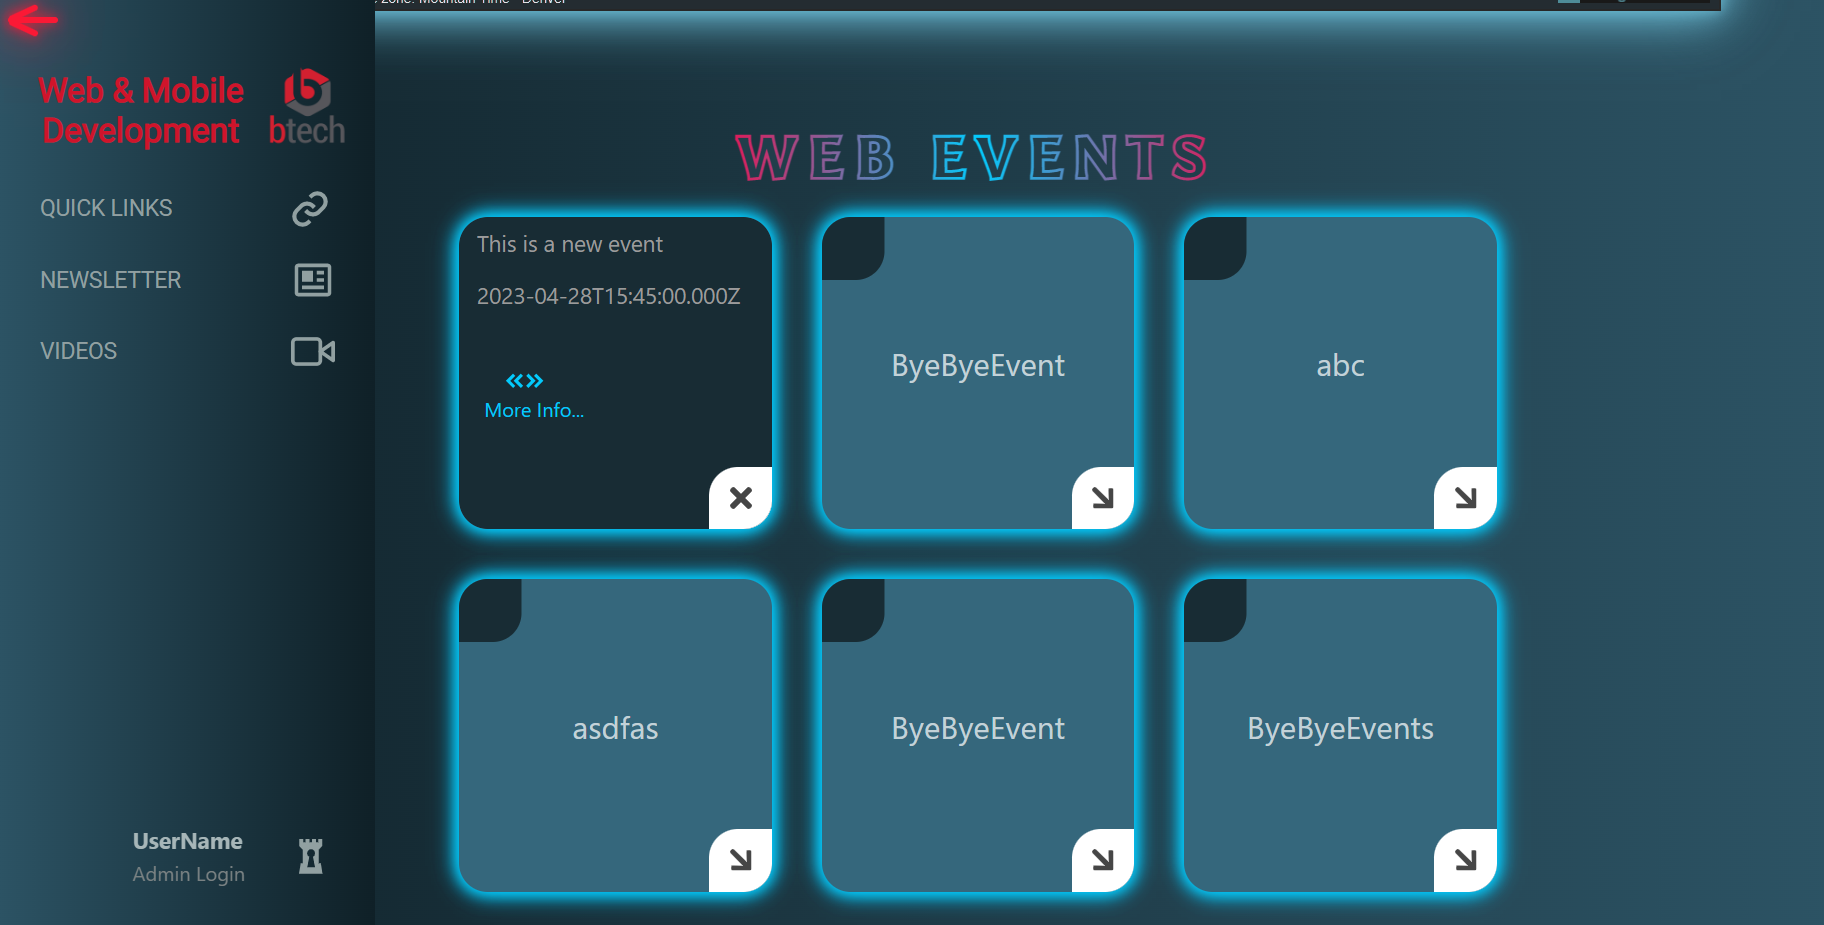 zone: Mountain Time - Denver
Web & Mobile
Development
btech
QUICK LINKS
NEWSLETTER
VIDEOS
UserName
Admin Login
WEB EVENTS
This is a new event
2023-04-28T15:45:00.000Z
«»
More Info...
ByeByeEvent
abc
asdfas
ByeByeEvent
ByeByeEvents